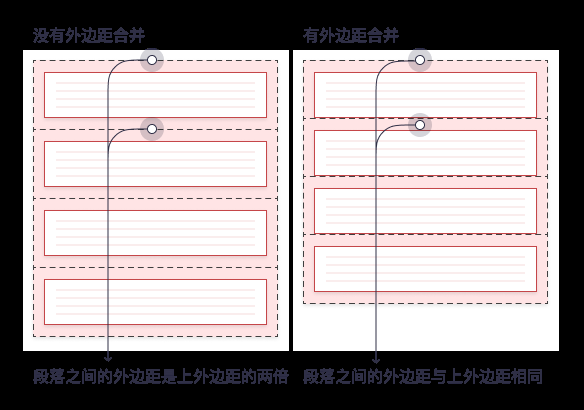 没有外边距合并
有外边距合并
段落之间的外边距是上外边距的两倍
段落之间的外边距与上外边距相同